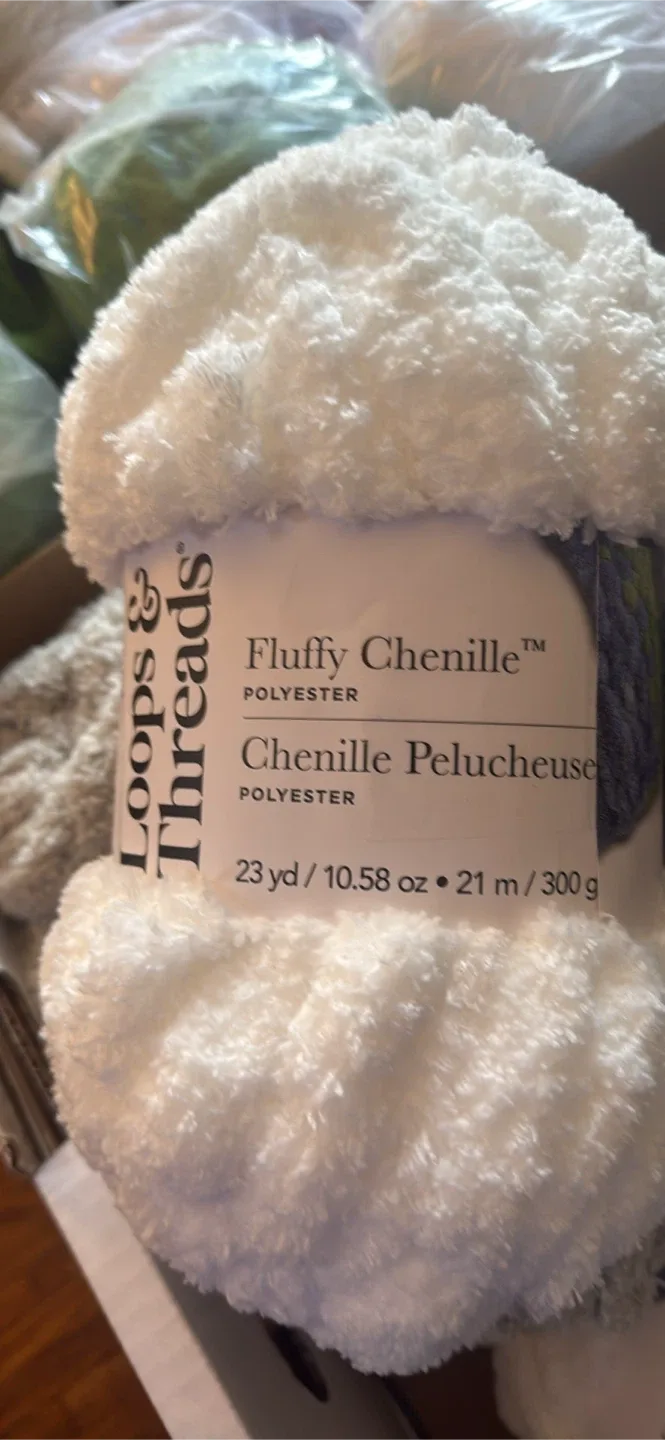 Loops &
Threads®
Fluffy Chenille™
POLYESTER
Chenille Pelucheuse
POLYESTER
23 yd / 10.58 oz • 21 m / 300 g